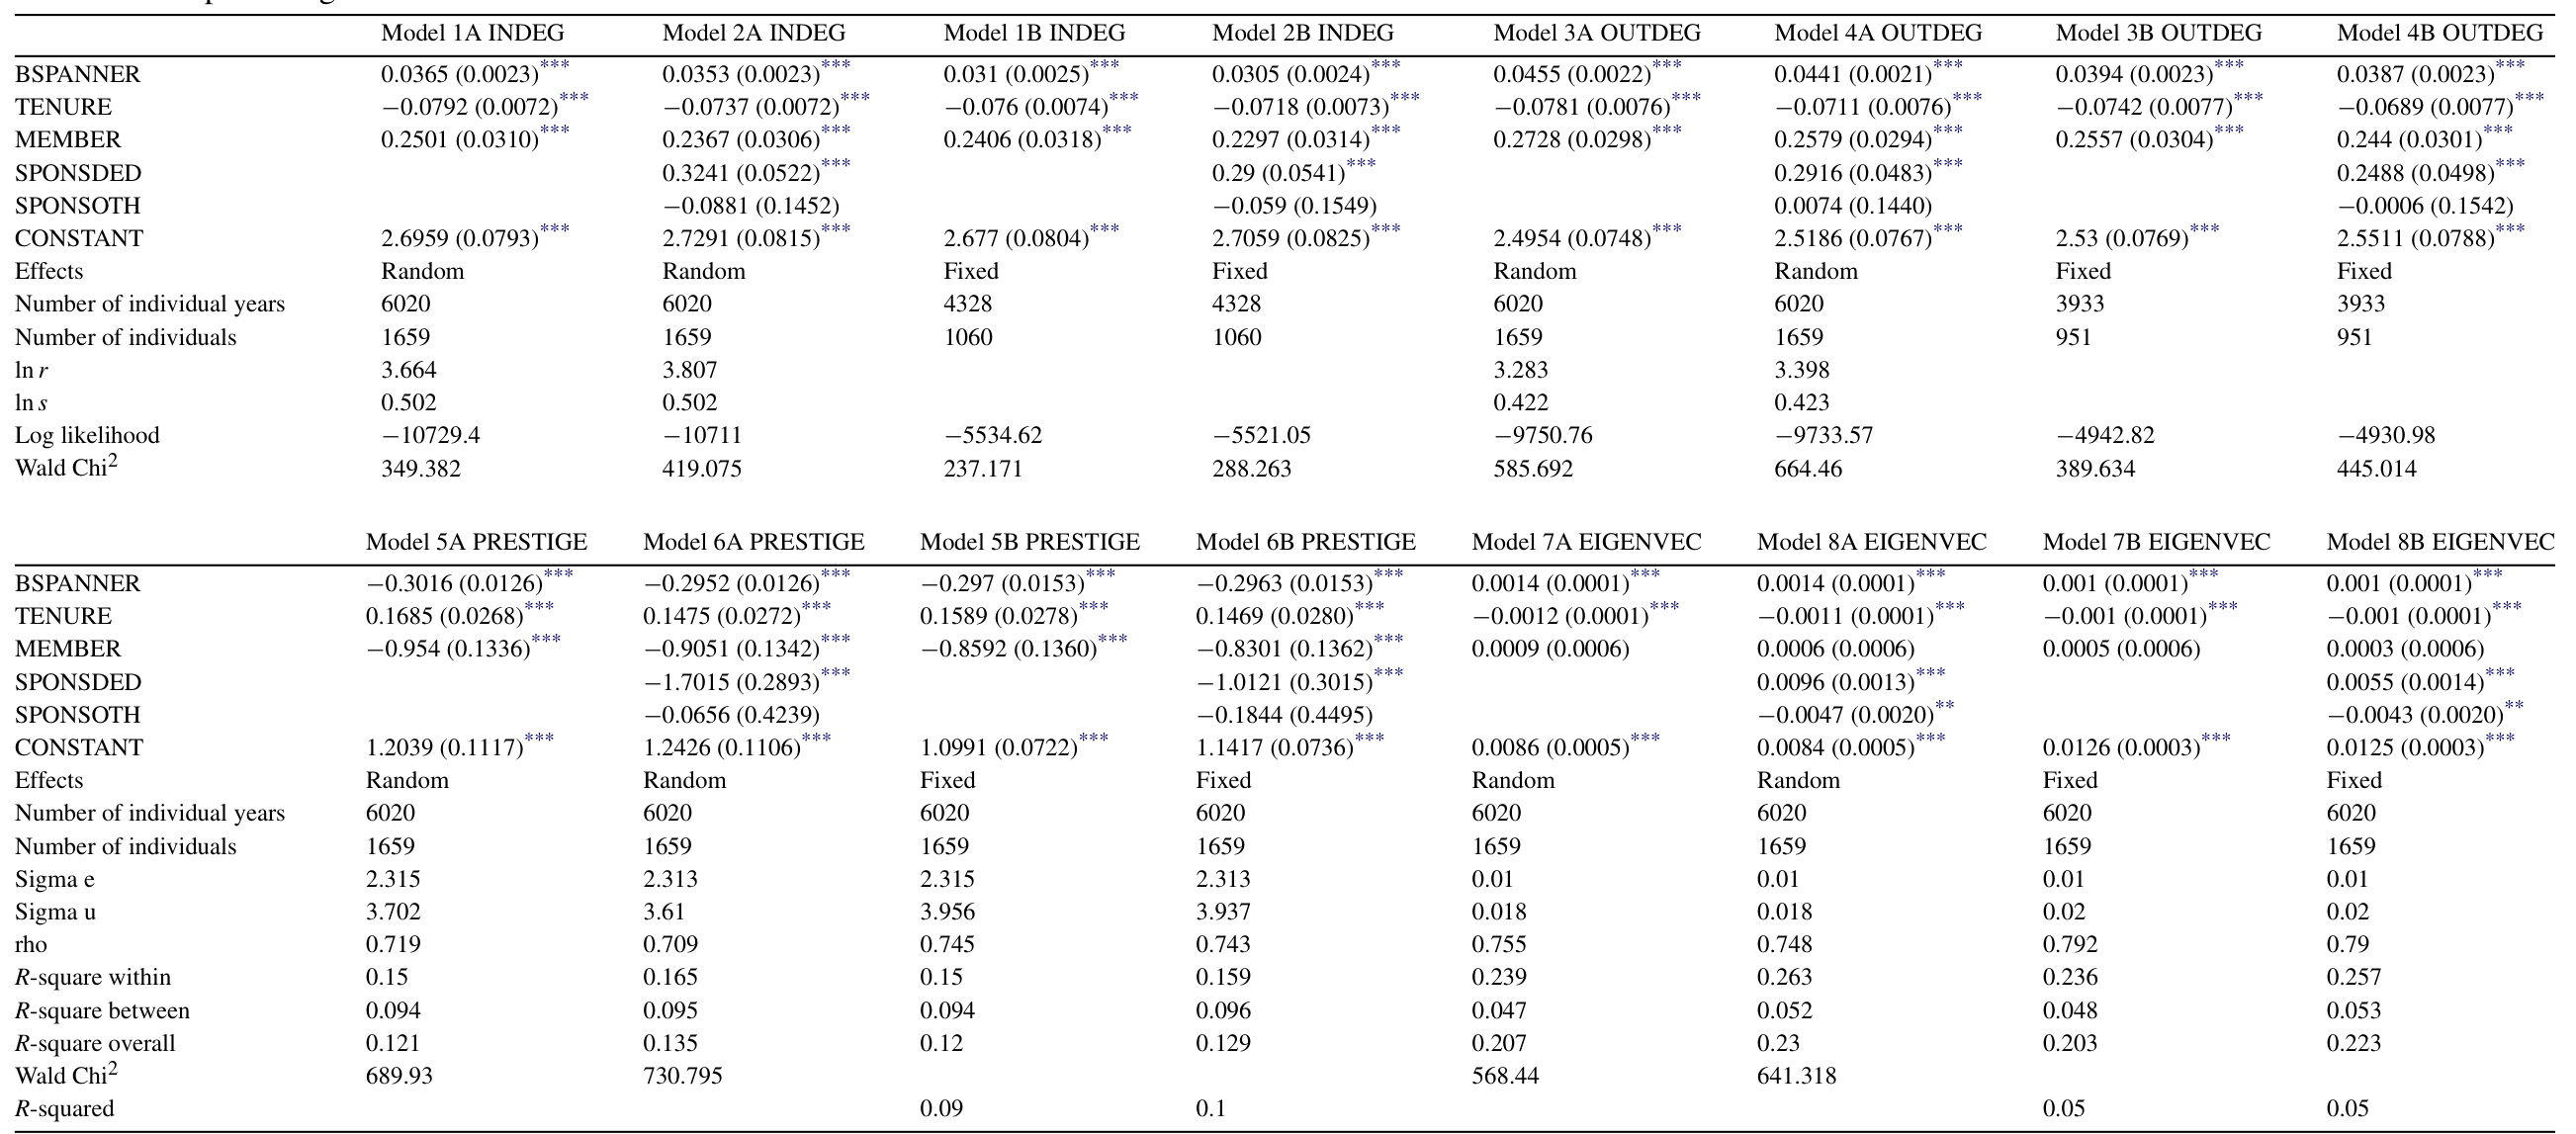 Model 1A INDEG Model 2A INDEG Model 1B INDEG Model 2B INDEG Model 3A OUTDEG Model 4A OUTDEG Model 3B OUTDEG Model 4B OUTDEG
BSPANNER 0.0365 (0.0023)*** 0.0353 (0.0023)*** 0.031 (0.0025)*** 0.0305 (0.0024)*** 0.0455 (0.0022)*** 0.0441 (0.0021)*** 0.0394 (0.0023)*** 0.0387 (0.0023)***
TENURE −0.0792 (0.0072)*** −0.0737 (0.0072)*** −0.076 (0.0074)*** −0.0718 (0.0073)*** −0.0781 (0.0076)*** −0.0711 (0.0076)*** −0.0742 (0.0077)*** −0.0689 (0.0077)***
MEMBER 0.2501 (0.0310)*** 0.2367 (0.0306)*** 0.2406 (0.0318)*** 0.2297 (0.0314)*** 0.2728 (0.0298)*** 0.2579 (0.0294)*** 0.2557 (0.0304)*** 0.244 (0.0301)***
SPONSDED 0.3241 (0.0522)*** 0.29 (0.0541)*** 0.2916 (0.0483)*** 0.2488 (0.0498)***
SPONSOTH −0.0881 (0.1452) −0.059 (0.1549) 0.0074 (0.1440) −0.0006 (0.1542)
CONSTANT 2.6959 (0.0793)*** 2.7291 (0.0815)*** 2.677 (0.0804)*** 2.7059 (0.0825)*** 2.4954 (0.0748)*** 2.5186 (0.0767)*** 2.53 (0.0769)*** 2.5511 (0.0788)***
Effects Random Random Fixed Fixed Random Random Fixed Fixed
Number of individual years 6020 6020 4328 4328 6020 6020 3933 3933
Number of individuals 1659 1659 1060 1060 1659 1659 951 951
ln r 3.664 3.807 3.283 3.398
ln s 0.502 0.502 0.422 0.423
Log likelihood −10729.4 −10711 −5534.62 −5521.05 −9750.76 −9733.57 −4942.82 −4930.98
Wald Chi2 349.382 419.075 237.171 288.263 585.692 664.46 389.634 445.014
Model 5A PRESTIGE Model 6A PRESTIGE Model 5B PRESTIGE Model 6B PRESTIGE Model 7A EIGENVEC Model 8A EIGENVEC Model 7B EIGENVEC Model 8B EIGENVEC
BSPANNER −0.3016 (0.0126)*** −0.2952 (0.0126)*** −0.297 (0.0153)*** −0.2963 (0.0153)*** 0.0014 (0.0001)*** 0.0014 (0.0001)*** 0.001 (0.0001)*** 0.001 (0.0001)***
TENURE 0.1685 (0.0268)*** 0.1475 (0.0272)*** 0.1589 (0.0278)*** 0.1469 (0.0280)*** −0.0012 (0.0001)*** −0.0011 (0.0001)*** −0.001 (0.0001)*** −0.001 (0.0001)***
MEMBER −0.954 (0.1336)*** −0.9051 (0.1342)*** −0.8592 (0.1360)*** −0.8301 (0.1362)*** 0.0009 (0.0006) 0.0006 (0.0006) 0.0005 (0.0006) 0.0003 (0.0006)
SPONSDED −1.7015 (0.2893)*** −1.0121 (0.3015)*** 0.0096 (0.0013)*** 0.0055 (0.0014)***
SPONSOTH −0.0656 (0.4239) −0.1844 (0.4495) −0.0047 (0.0020)** −0.0043 (0.0020)**
CONSTANT 1.2039 (0.1117)*** 1.2426 (0.1106)*** 1.0991 (0.0722)*** 1.1417 (0.0736)*** 0.0086 (0.0005)*** 0.0084 (0.0005)*** 0.0126 (0.0003)*** 0.0125 (0.0003)***
Effects Random Random Fixed Fixed Random Random Fixed Fixed
Number of individual years 6020 6020 6020 6020 6020 6020 6020 6020
Number of individuals 1659 1659 1659 1659 1659 1659 1659 1659
Sigma e 2.315 2.313 2.315 2.313 0.01 0.01 0.01 0.01
Sigma u 3.702 3.61 3.956 3.937 0.018 0.018 0.02 0.02
rho 0.719 0.709 0.745 0.743 0.755 0.748 0.792 0.79
R-square within 0.15 0.165 0.15 0.159 0.239 0.263 0.236 0.257
R-square between 0.094 0.095 0.094 0.096 0.047 0.052 0.048 0.053
R-square overall 0.121 0.135 0.12 0.129 0.207 0.23 0.203 0.223
Wald Chi2 689.93 730.795 568.44 641.318
R-squared 0.09 0.1 0.05 0.05